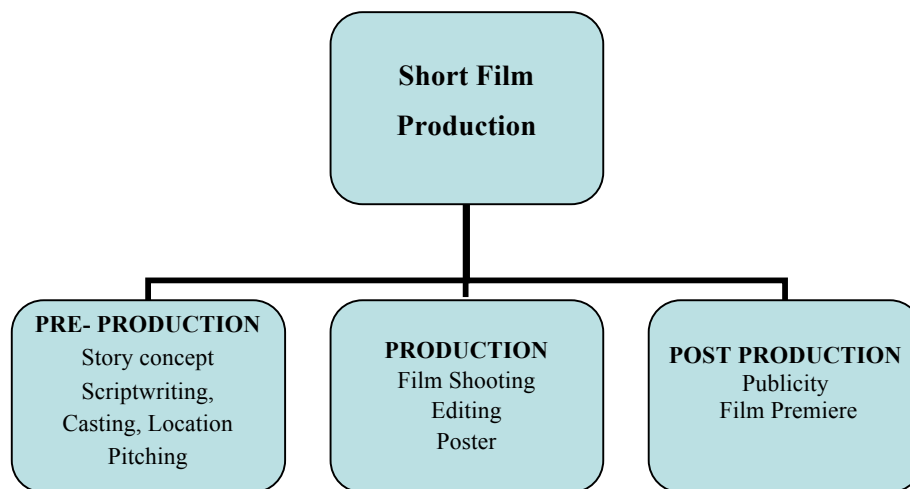 Short Film
Production
PRE- PRODUCTION
Story concept
Scriptwriting,
Casting, Location
Pitching
PRODUCTION
Film Shooting
Editing
Poster
POST PRODUCTION
Publicity
Film Premiere